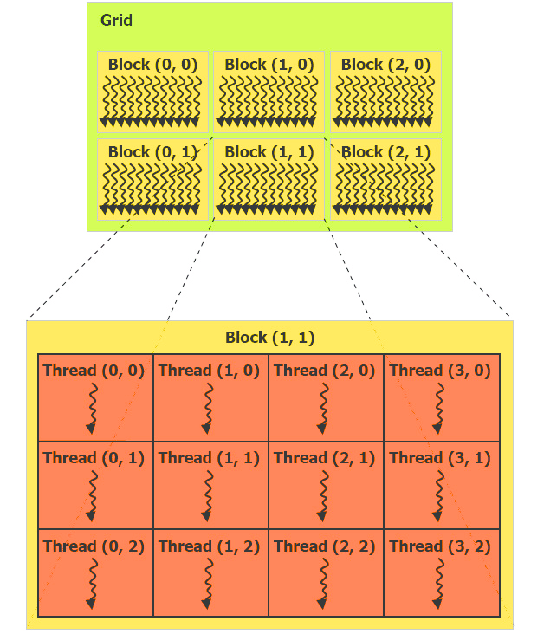 Grid
Block (0, 0) Block (1, 0) Block (2, 0)
Block (0, 1) Block (1, 1) Block (2, 1)
Block (1, 1)
Thread (0, 0) Thread (1, 0) Thread (2, 0) Thread (3, 0)
Thread (0, 1) Thread (1, 1) Thread (2, 1) Thread (3, 1)
Thread (0, 2) Thread (1, 2) Thread (2, 2) Thread (3, 2)